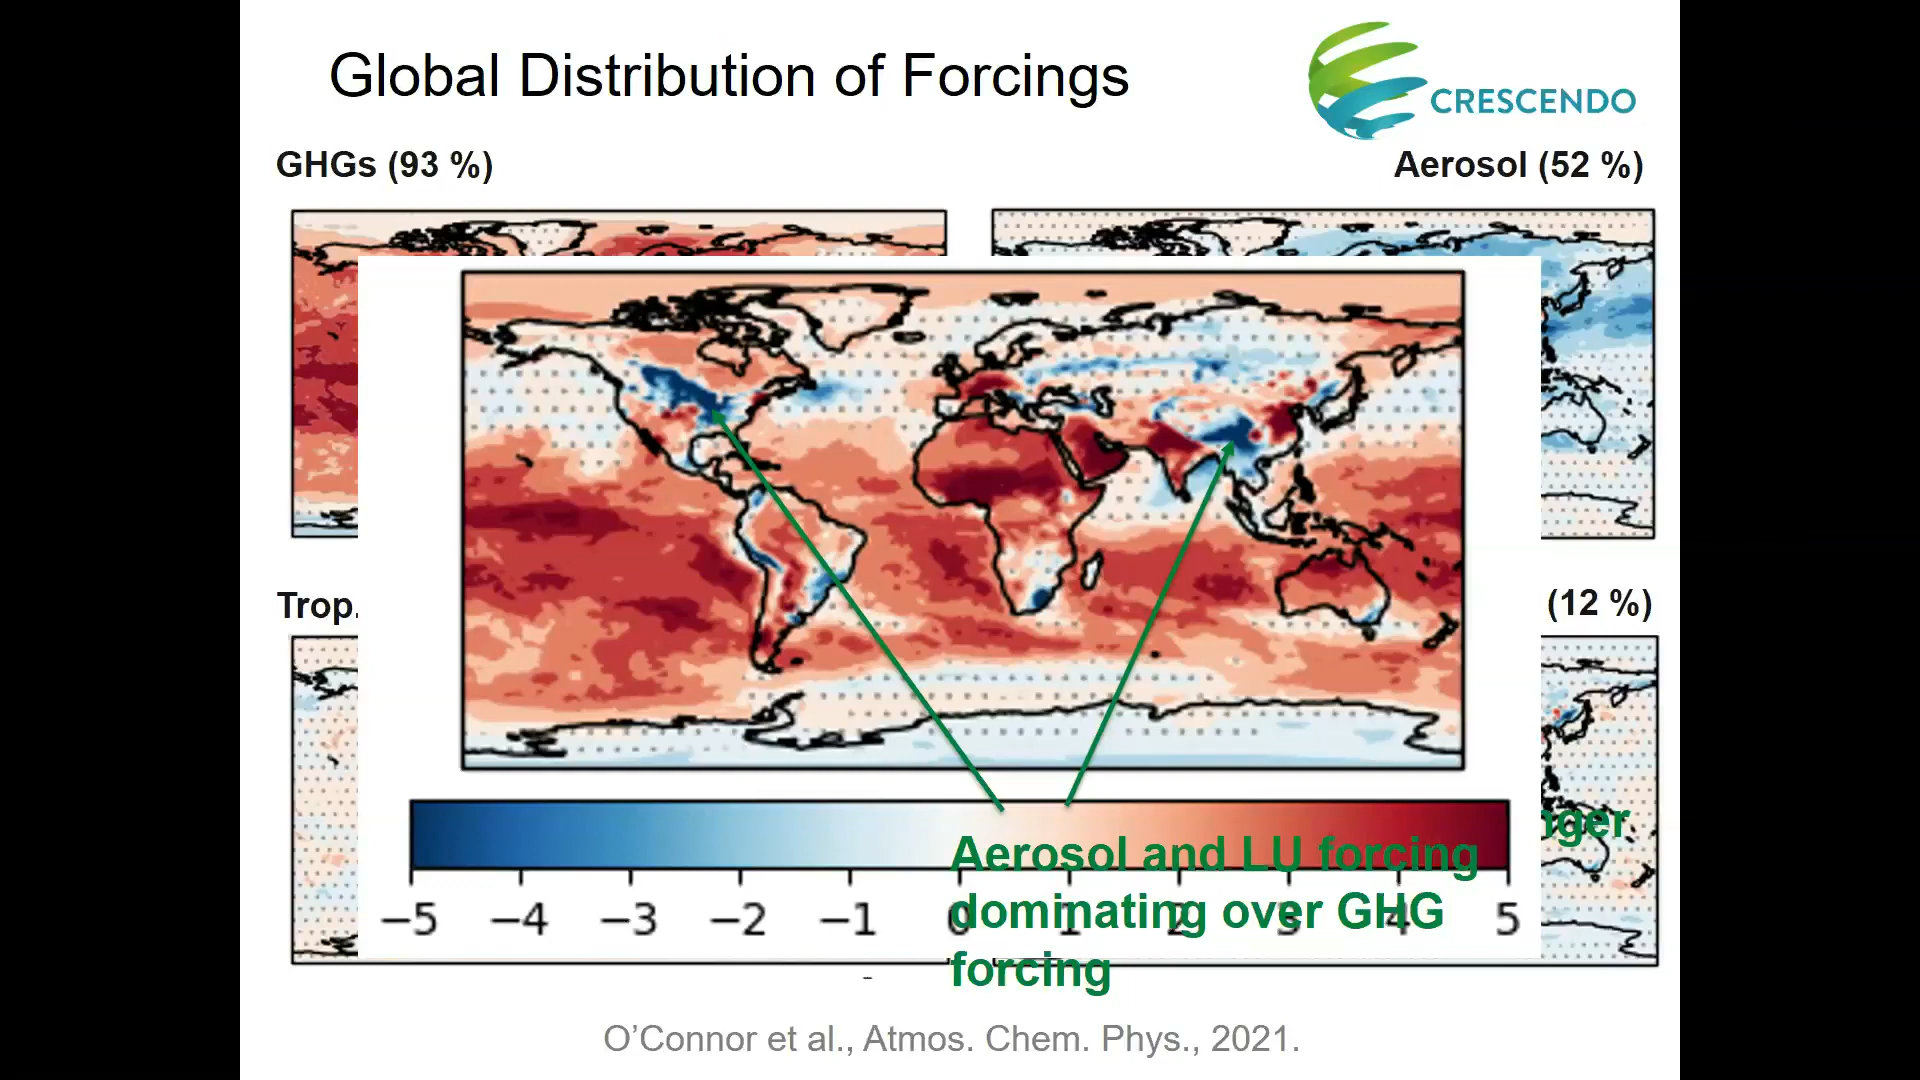 Global Distribution of Forcings
CRESCENDO
GHGs (93 %)
Aerosol (52 %)
Trop.
(12 %)
nger
Aerosol and LU forcing
dominating over GHG
forcing
−5 −4 −3 −2 −1 0 1 2 3 4 5
O’Connor et al., Atmos. Chem. Phys., 2021.